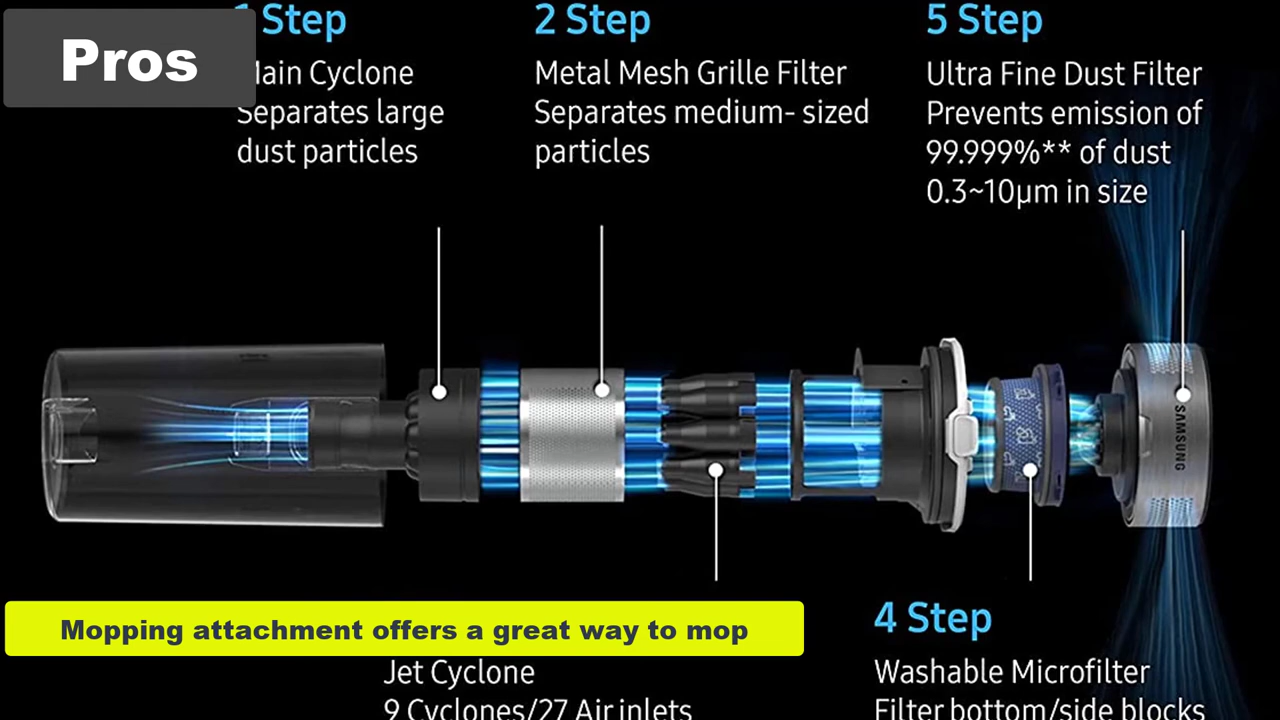 Pros
1 Step
Main Cyclone
Separates large
dust particles
2 Step
Metal Mesh Grille Filter
Separates medium- sized
particles
5 Step
Ultra Fine Dust Filter
Prevents emission of
99.999%** of dust
0.3~10μm in size
SAMSUNG
Mopping attachment offers a great way to mop
Jet Cyclone
9 Cyclones/27 Air inlets
4 Step
Washable Microfilter
Filter bottom/side blocks